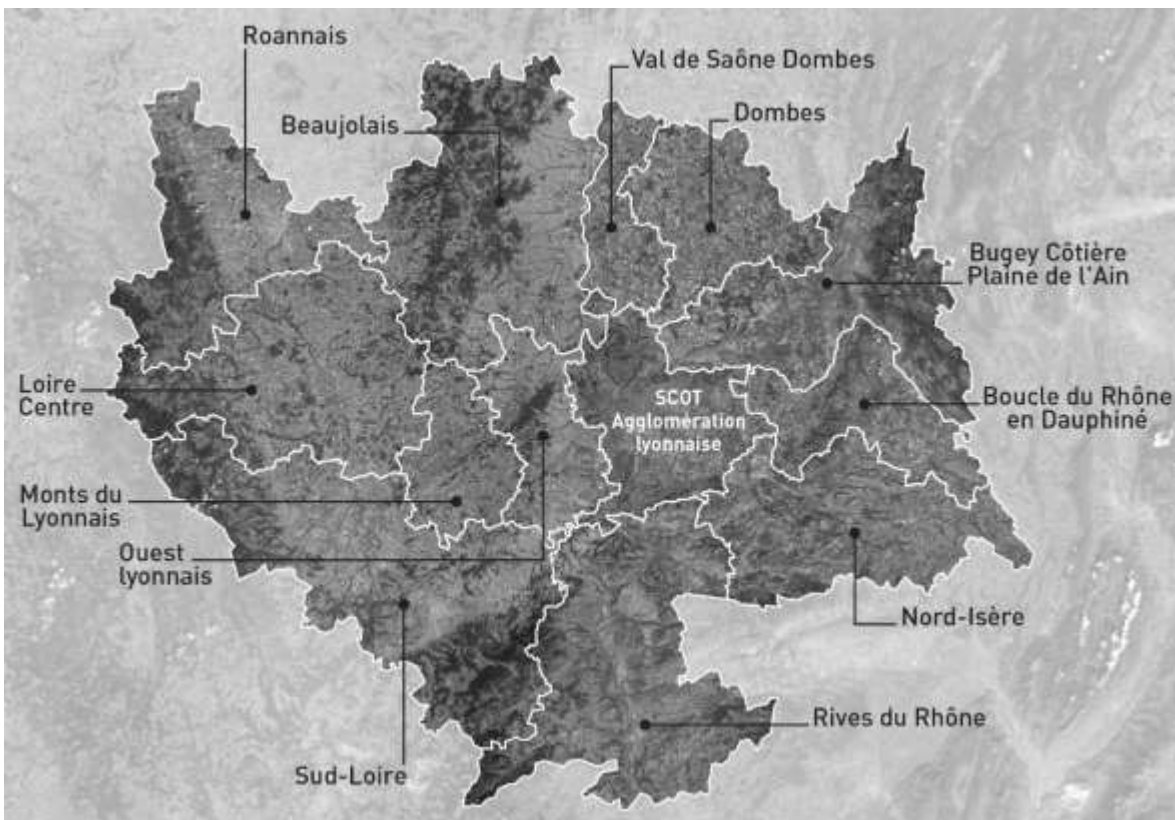 Roannais
Val de Saône Dombes
Beaujolais
Dombes
Bugey Côtière
Plaine de l'Ain
Loire
Centre
SCOT
Agglomération
lyonnaise
Boucle du Rhône
en Dauphiné
Monts du
Lyonnais
Ouest
lyonnais
Nord-Isère
Rives du Rhône
Sud-Loire